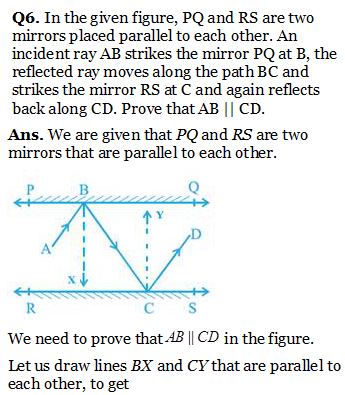 Q6. In the given figure, PQ and RS are two
mirrors placed parallel to each other. An
incident ray AB strikes the mirror PQ at B, the
reflected ray moves along the path BC and
strikes the mirror RS at C and again reflects
back along CD. Prove that AB || CD.
Ans. We are given that PQ and RS are two
mirrors that are parallel to each other.
P B Q
Y
A D
X
R C S
We need to prove that AB || CD in the figure.
Let us draw lines BX and CY that are parallel to
each other, to get